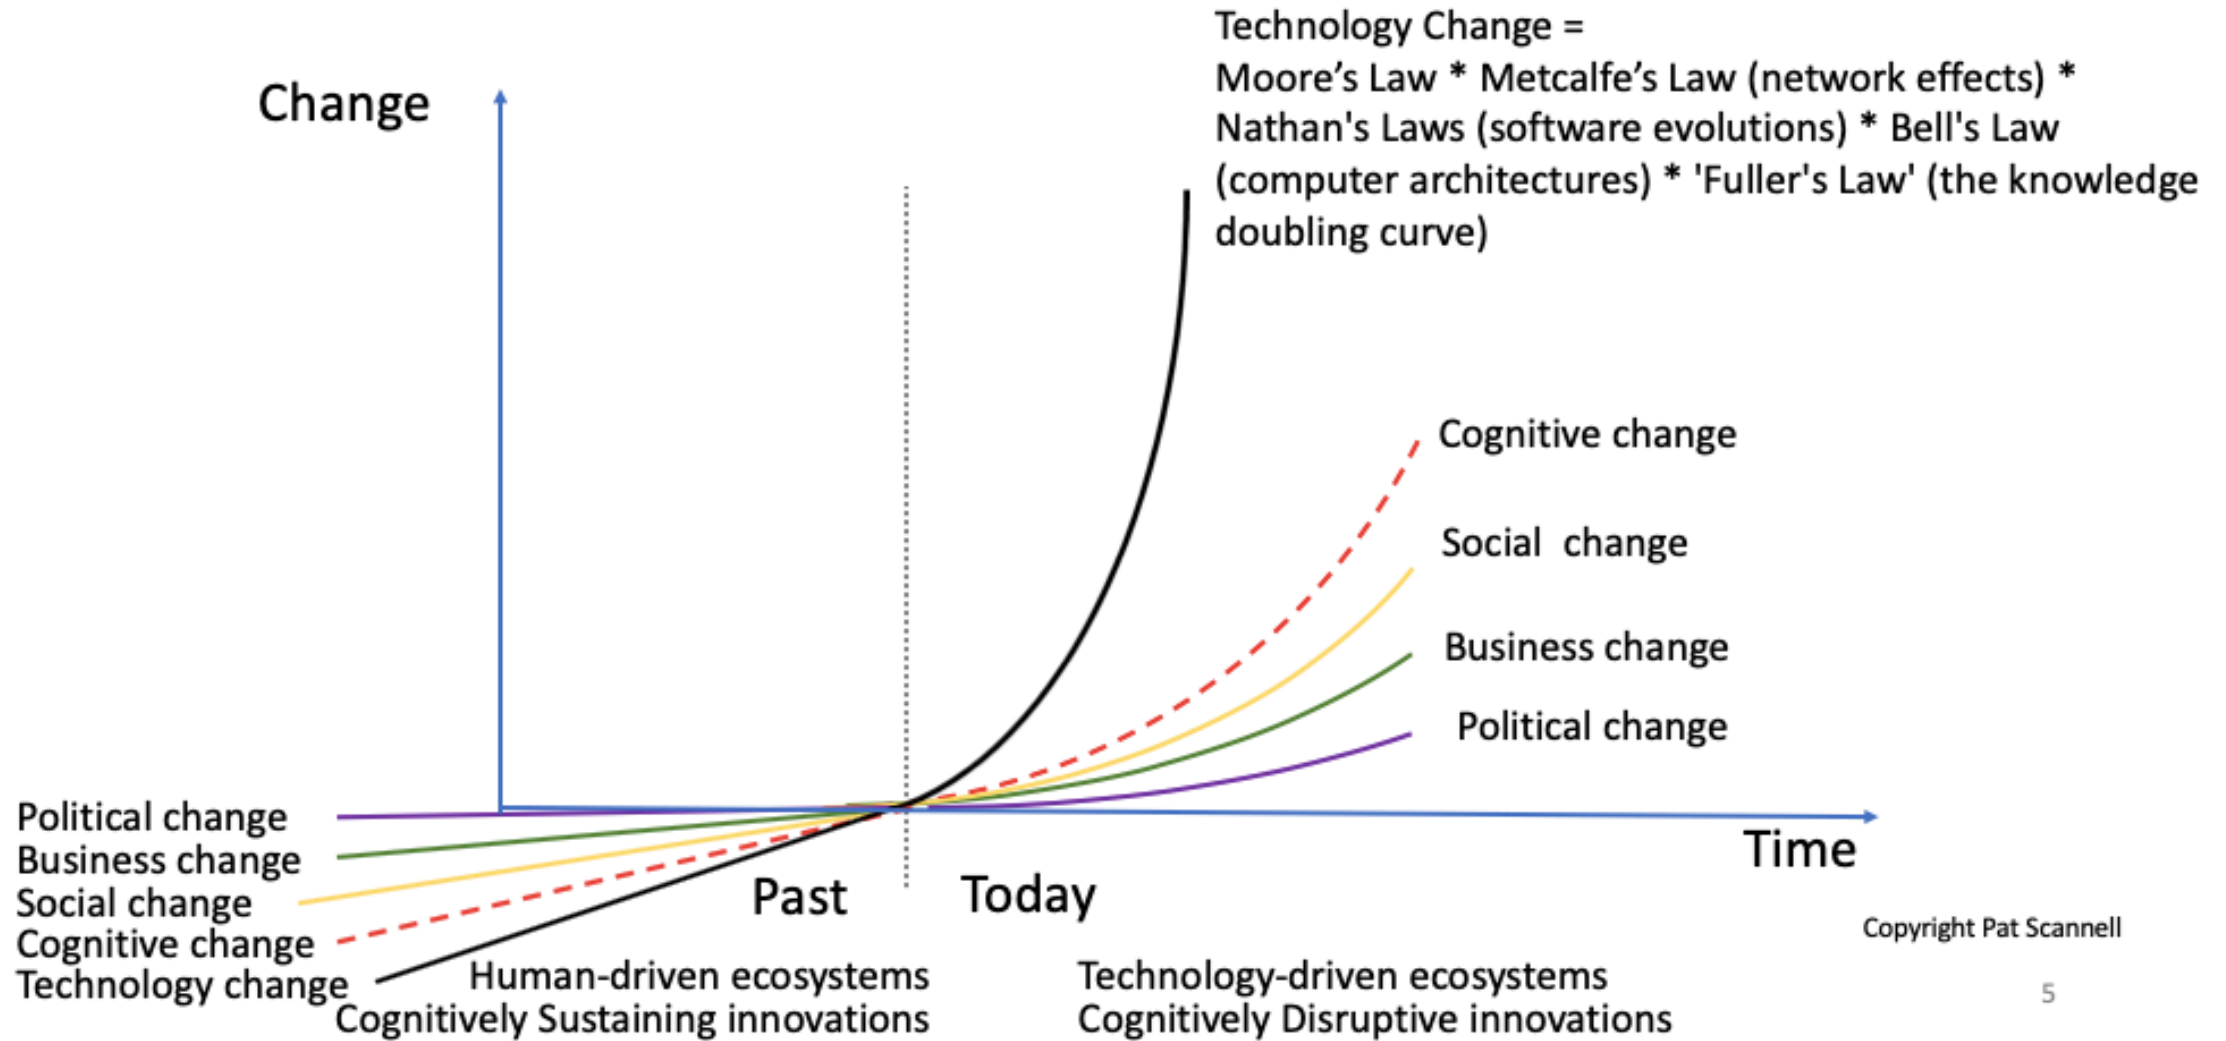 Technology Change =
Moore’s Law * Metcalfe’s Law (network effects) *
Nathan's Laws (software evolutions) * Bell's Law
(computer architectures) * 'Fuller's Law' (the knowledge
doubling curve)
Change
Cognitive change
Social  change
Business change
Political change
Political change
Business change
Social change
Cognitive change
Technology change
Time
Past
Today
Copyright Pat Scannell
Human-driven ecosystems
Cognitively Sustaining innovations
Technology-driven ecosystems
Cognitively Disruptive innovations
5